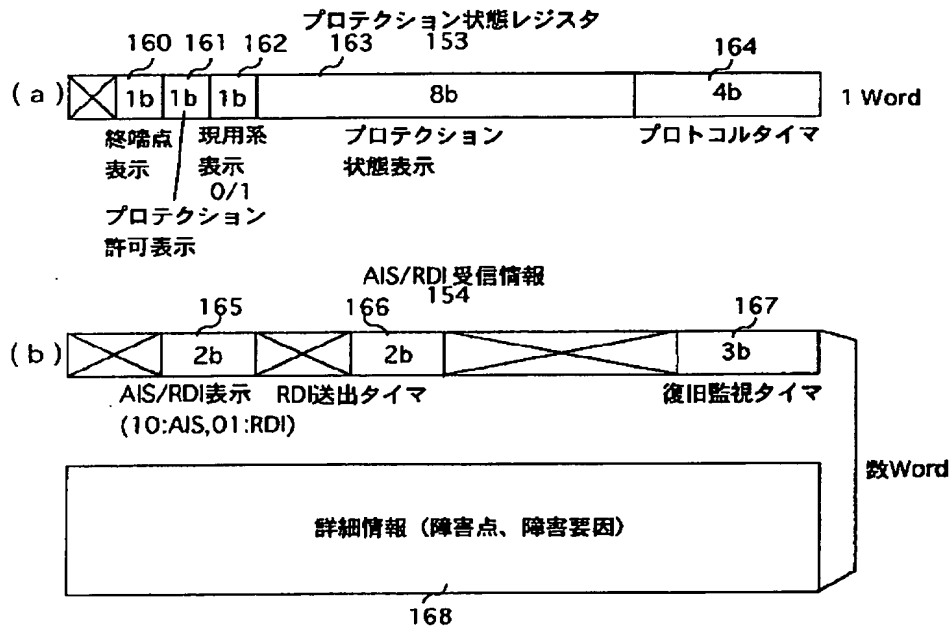 プロテクション状態レジスタ
153
160 161 162 163 164
(a) 1b 1b 1b 8b 4b 1 Word
終端点表示
現用系表示 0/1
プロテクション状態表示
プロトコルタイマ
プロテクション許可表示
AIS/RDI 受信情報
154
165 166 167
(b) 2b 2b 3b
AIS/RDI表示
(10:AIS,01:RDI)
RDI送出タイマ
復旧監視タイマ
数Word
詳細情報（障害点、障害要因）
168